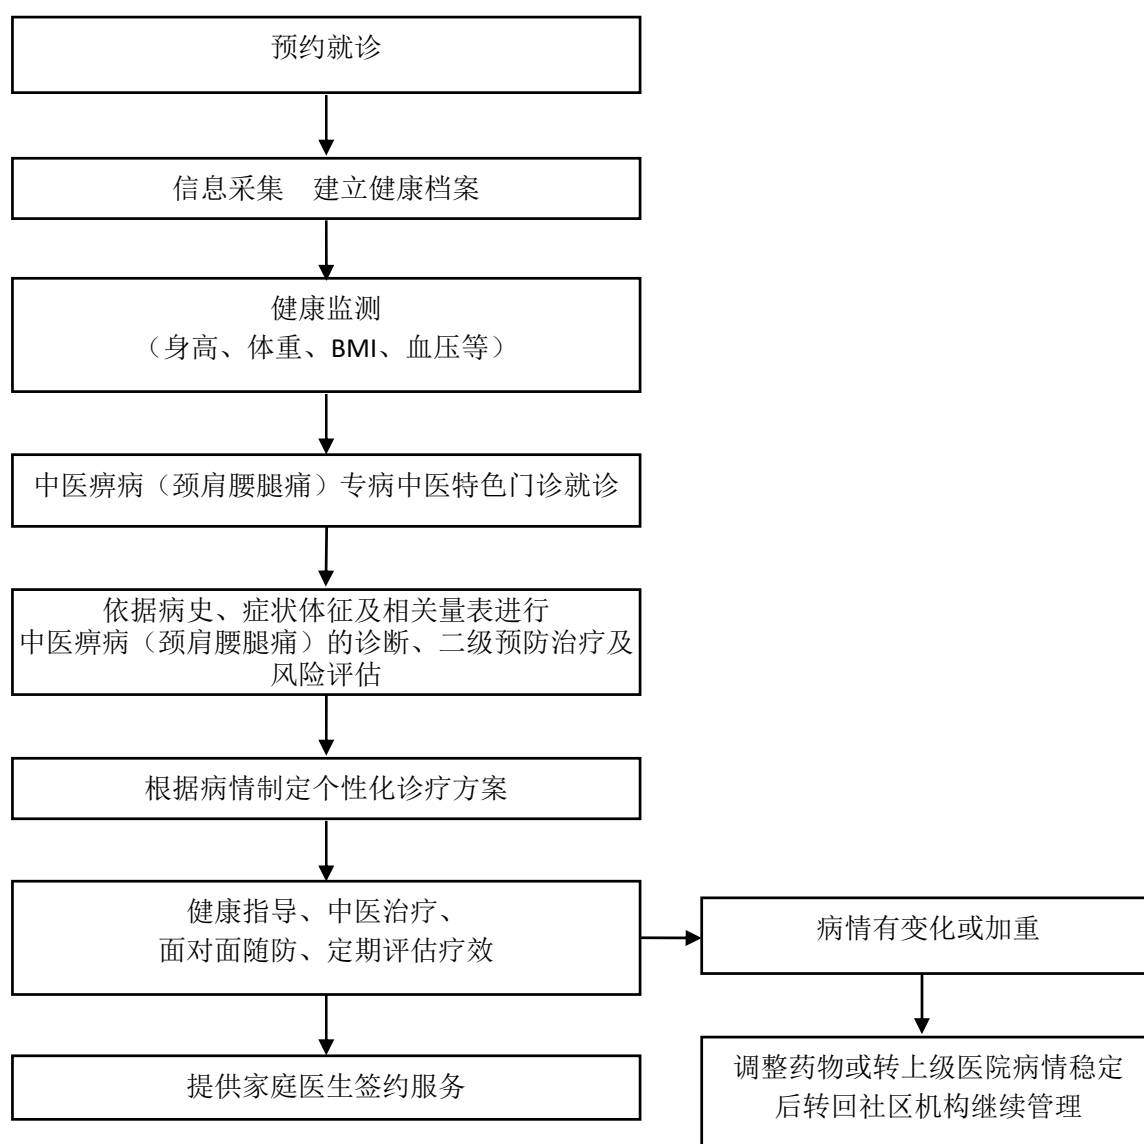 预约就诊
信息采集　建立健康档案
健康监测
（身高、体重、BMI、血压等）
中医痹病（颈肩腰腿痛）专病中医特色门诊就诊
依据病史、症状体征及相关量表进行
中医痹病（颈肩腰腿痛）的诊断、二级预防治疗及
风险评估
根据病情制定个性化诊疗方案
健康指导、中医治疗、
面对面随防、定期评估疗效
病情有变化或加重
提供家庭医生签约服务
调整药物或转上级医院病情稳定
后转回社区机构继续管理